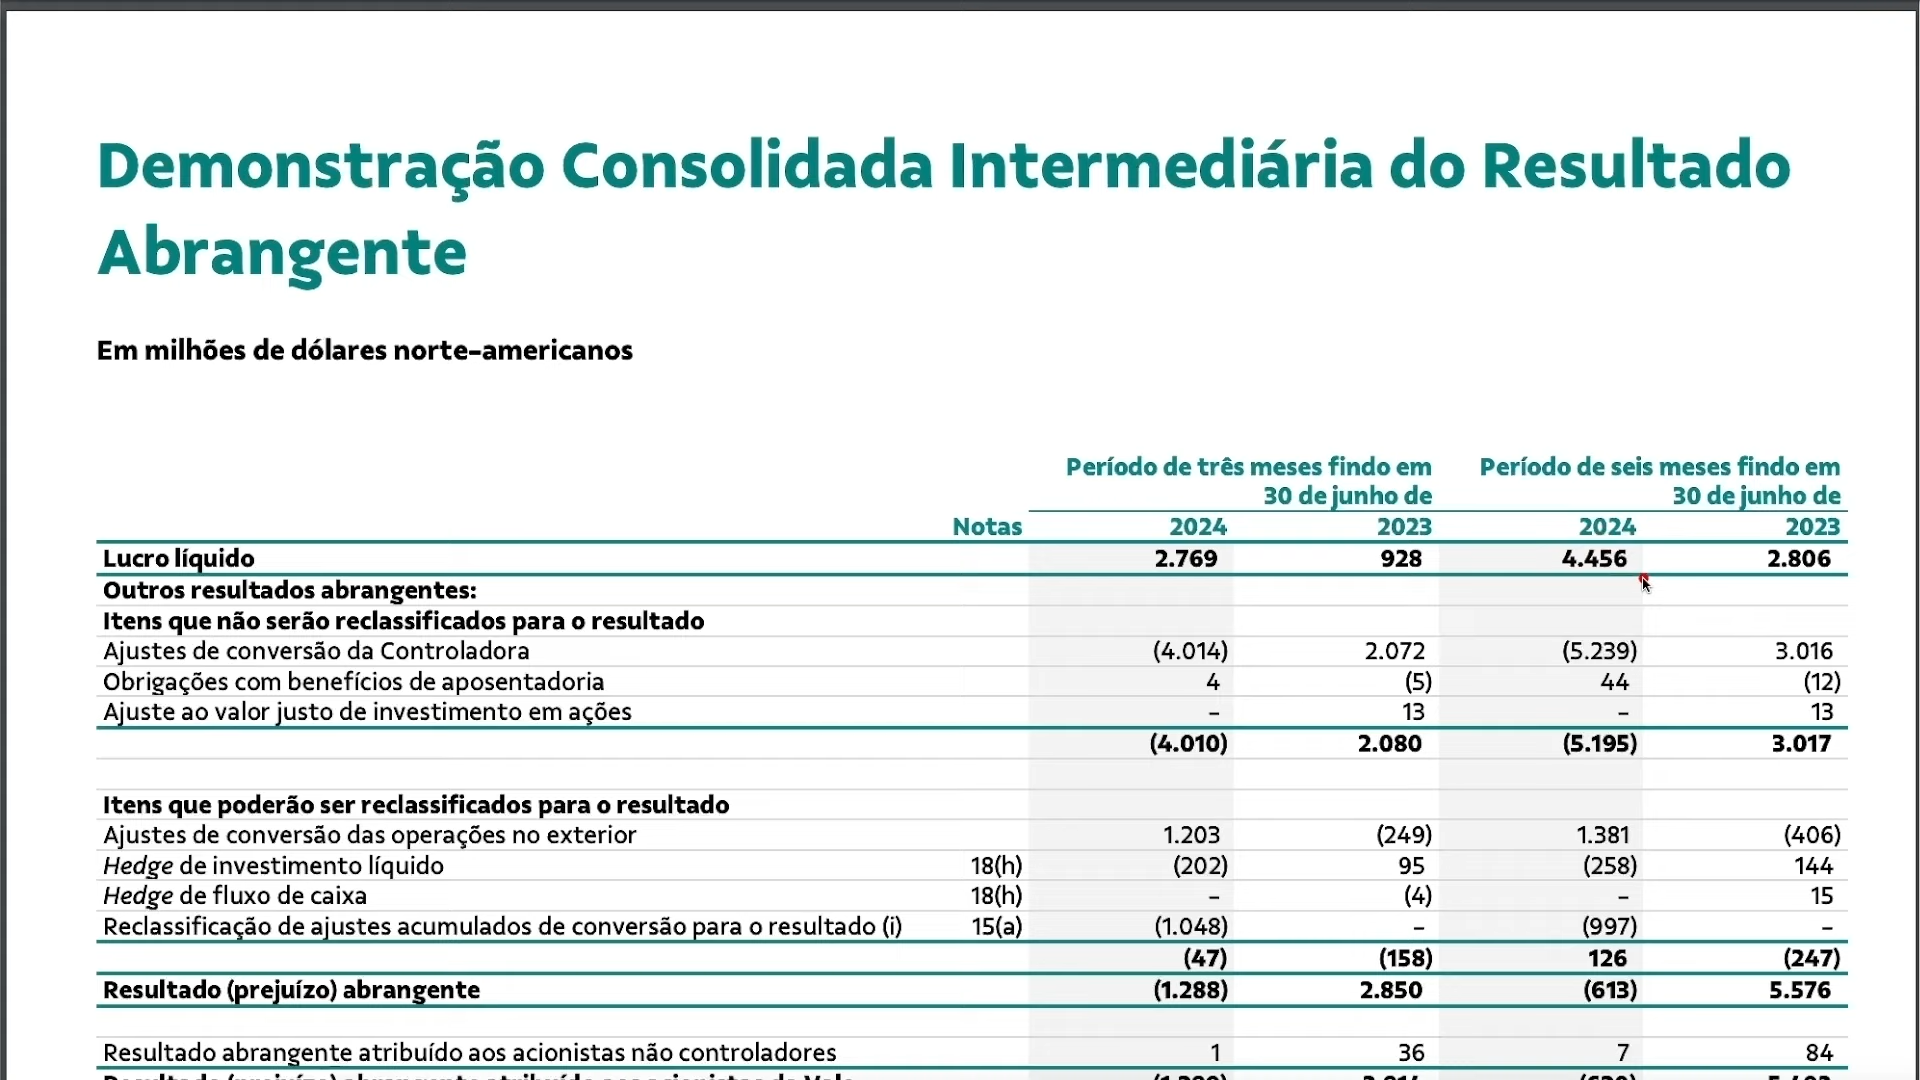 Demonstração Consolidada Intermediária do Resultado
Abrangente
Em milhões de dólares norte-americanos
Período de três meses findo em Período de seis meses findo em
30 de junho de 30 de junho de
Notas 2024 2023 2024 2023
Lucro líquido 2.769 928 4.456 2.806
Outros resultados abrangentes:
Itens que não serão reclassificados para o resultado
Ajustes de conversão da Controladora (4.014) 2.072 (5.239) 3.016
Obrigações com benefícios de aposentadoria 4 (5) 44 (12)
Ajuste ao valor justo de investimento em ações – 13 – 13
(4.010) 2.080 (5.195) 3.017
Itens que poderão ser reclassificados para o resultado
Ajustes de conversão das operações no exterior 1.203 (249) 1.381 (406)
Hedge de investimento líquido 18(h) (202) 95 (258) 144
Hedge de fluxo de caixa 18(h) – (4) – 15
Reclassificação de ajustes acumulados de conversão para o resultado (i) 15(a) (1.048) – (997) –
(47) (158) 126 (247)
Resultado (prejuízo) abrangente (1.288) 2.850 (613) 5.576
Resultado abrangente atribuído aos acionistas não controladores 1 36 7 84